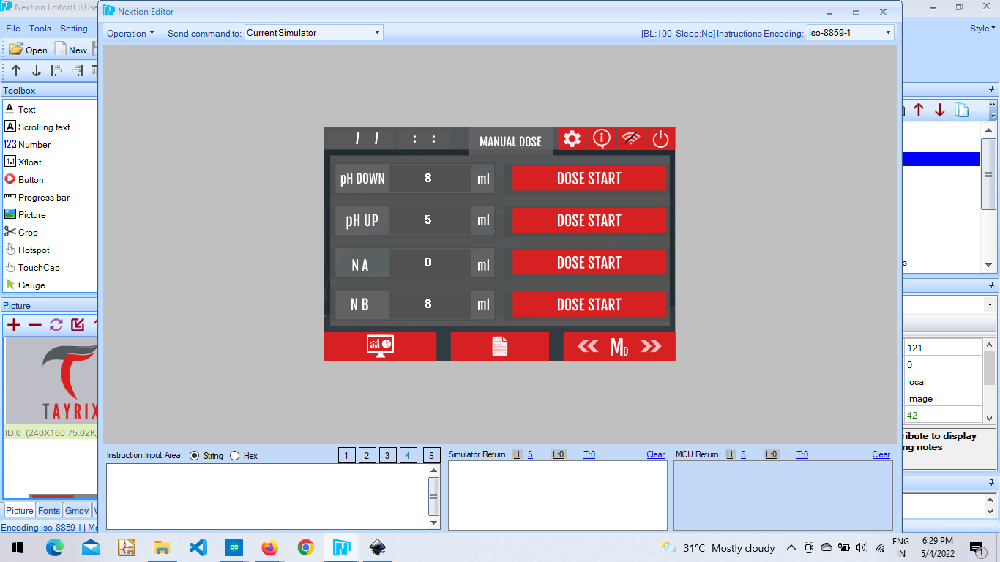 Nextion Editor(C:\Use
Nextion Editor
File Tools Setting
Operation Send command to: Current Simulator [BL:100 Sleep:No] Instructions Encoding: iso-8859-1
Style
Open New
Toolbox
Text
Scrolling text
Number
Xfloat
Button
Progress bar
Picture
Crop
Hotspot
TouchCap
Gauge
Picture
TAYRIX
ID:0 (240X160 75.02K)
Picture Fonts Gmov
Encoding:iso-8859-1 | Mo
/ / : : MANUAL DOSE
pH DOWN 8 ml DOSE START
pH UP 5 ml DOSE START
N A 0 ml DOSE START
N B 8 ml DOSE START
MD
121
0
local
image
42
ribute to display
ng notes
Instruction Input Area: String Hex 1 2 3 4 S
Simulator Return: H S L:0 T:0 Clear
MCU Return: H S L:0 T:0 Clear
31°C Mostly cloudy
ENG
IN
6:29 PM
5/4/2022
1